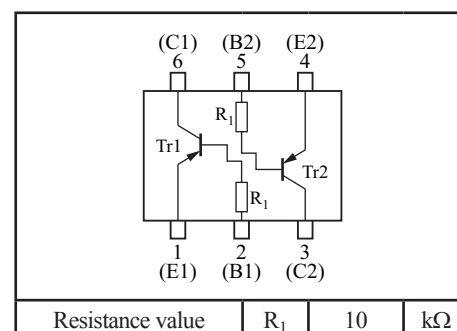 (C1) (B2) (E2)
6 5 4
R₁
Tr1 Tr2
R₁
1 2 3
(E1) (B1) (C2)
Resistance value R₁ 10 kΩ